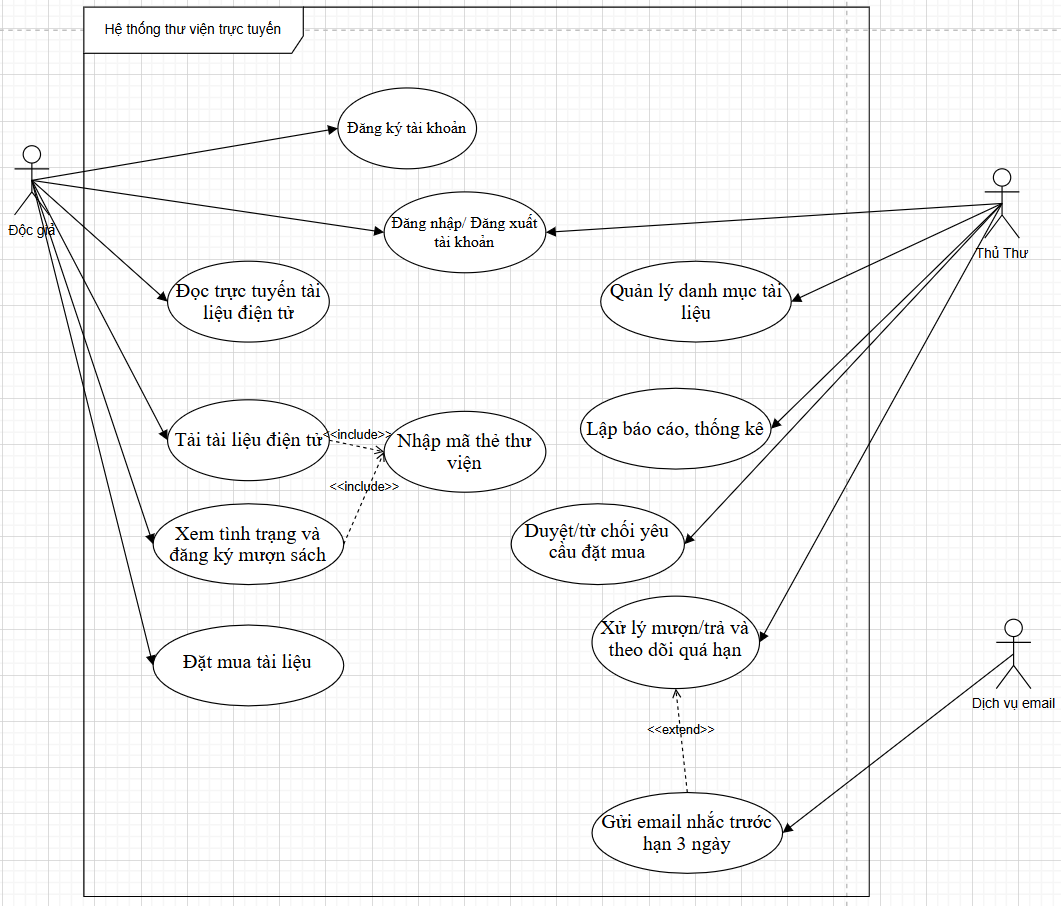 Hệ thống thư viện trực tuyến
Đăng ký tài khoản
Độc giả
Đăng nhập/ Đăng xuất
tài khoản
Thủ Thư
Đọc trực tuyến tài
liệu điện tử
Quản lý danh mục tài
liệu
Tải tài liệu điện tử
<<include>>
Nhập mã thẻ thư
viện
Lập báo cáo, thống kê
<<include>>
Xem tình trạng và
đăng ký mượn sách
Duyệt/từ chối yêu
cầu đặt mua
Đặt mua tài liệu
Xử lý mượn/trả và
theo dõi quá hạn
Dịch vụ email
<<extend>>
Gửi email nhắc trước
hạn 3 ngày